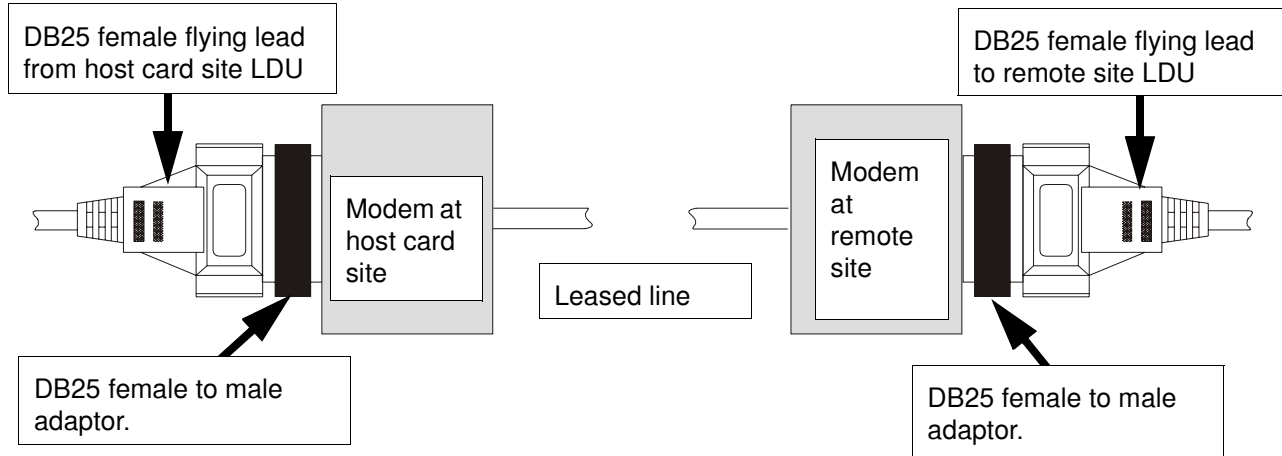 DB25 female flying lead
from host card site LDU
DB25 female flying lead
to remote site LDU
Modem at
host card
site
Modem
at
remote
site
Leased line
DB25 female to male
adaptor.
DB25 female to male
adaptor.